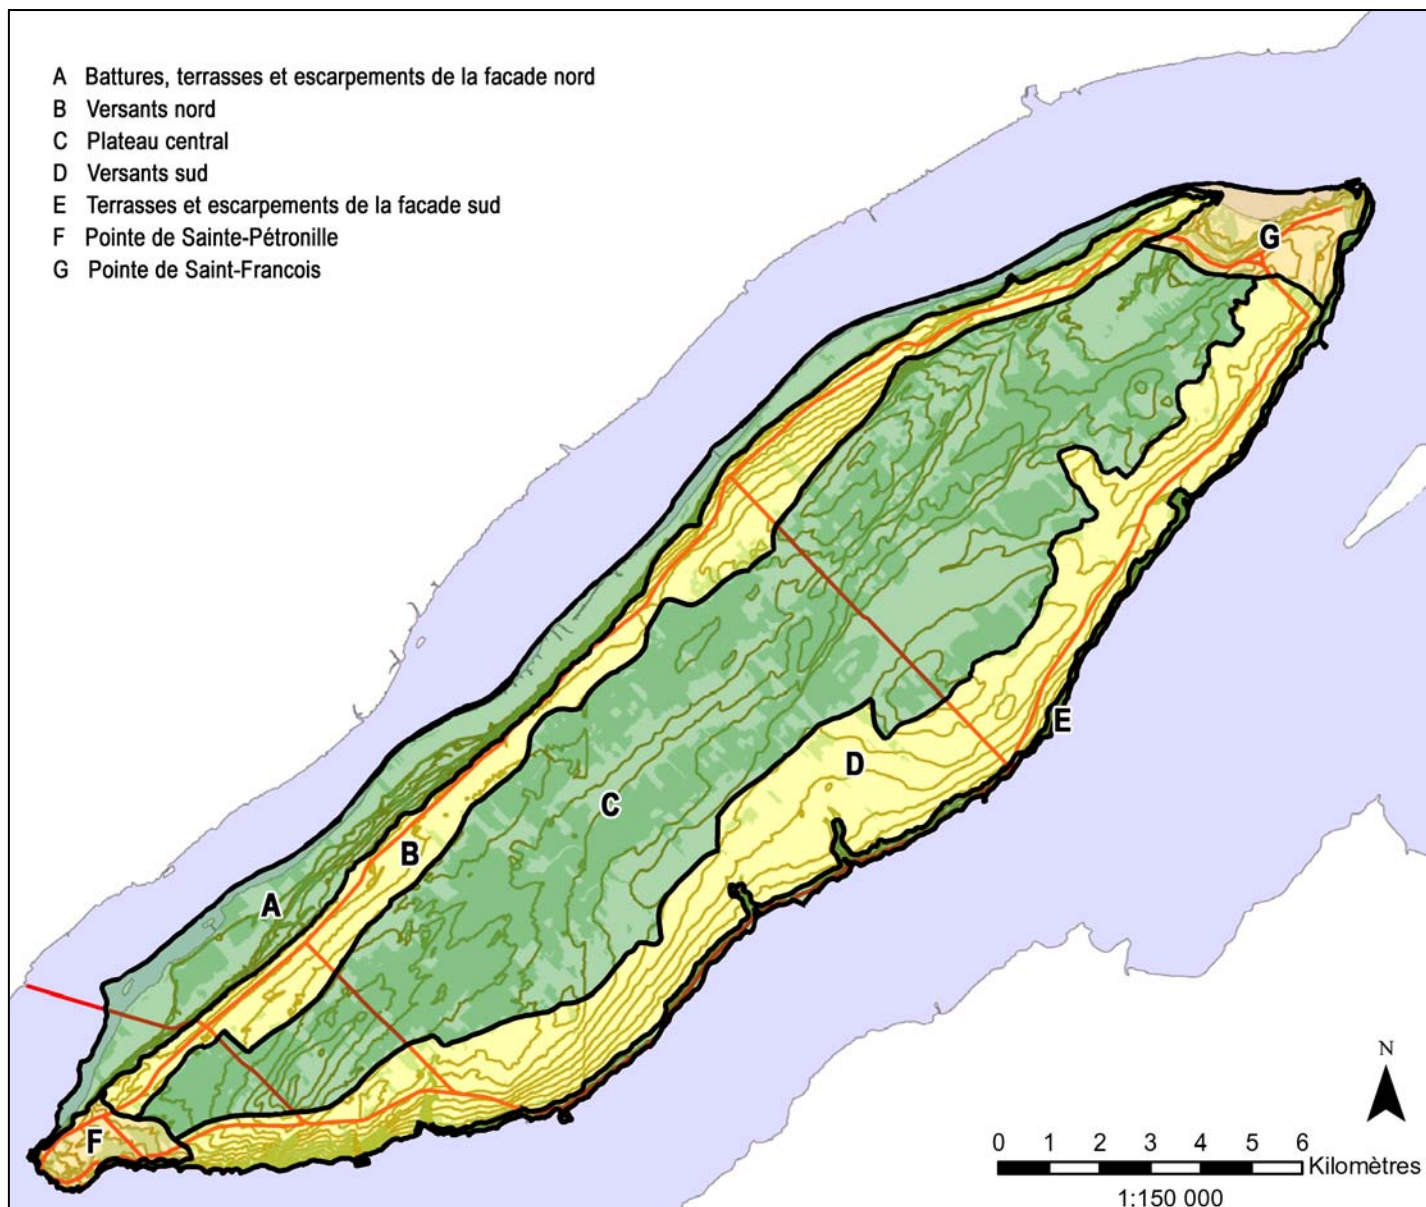 A Battures, terrasses et escarpements de la facade nord
B Versants nord
C Plateau central
D Versants sud
E Terrasses et escarpements de la facade sud
F Pointe de Sainte-Pétronille
G Pointe de Saint-Francois
G
E
D
C
B
A
F
N
0 1 2 3 4 5 6 Kilomètres
1:150 000